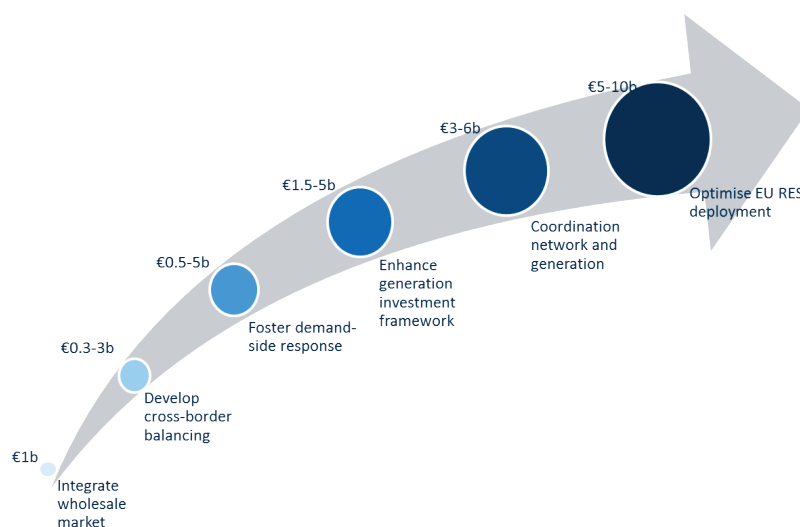 €5-10b
€3-6b
€1.5-5b
Optimise EU RES
deployment
Coordination
network and
generation
€0.5-5b
Enhance
generation
investment
framework
Foster demand-
side response
€0.3-3b
Develop
cross-border
balancing
€1b
Integrate
wholesale
market